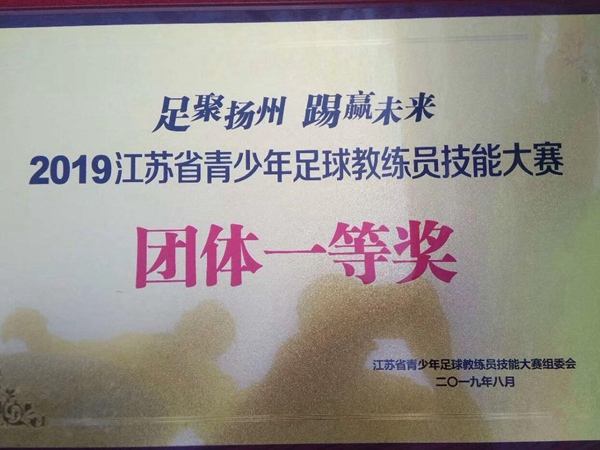 足聚扬州 踢赢未来
2019江苏省青少年足球教练员技能大赛
团体一等奖
江苏省青少年足球教练员技能大赛组委会
二〇一九年八月